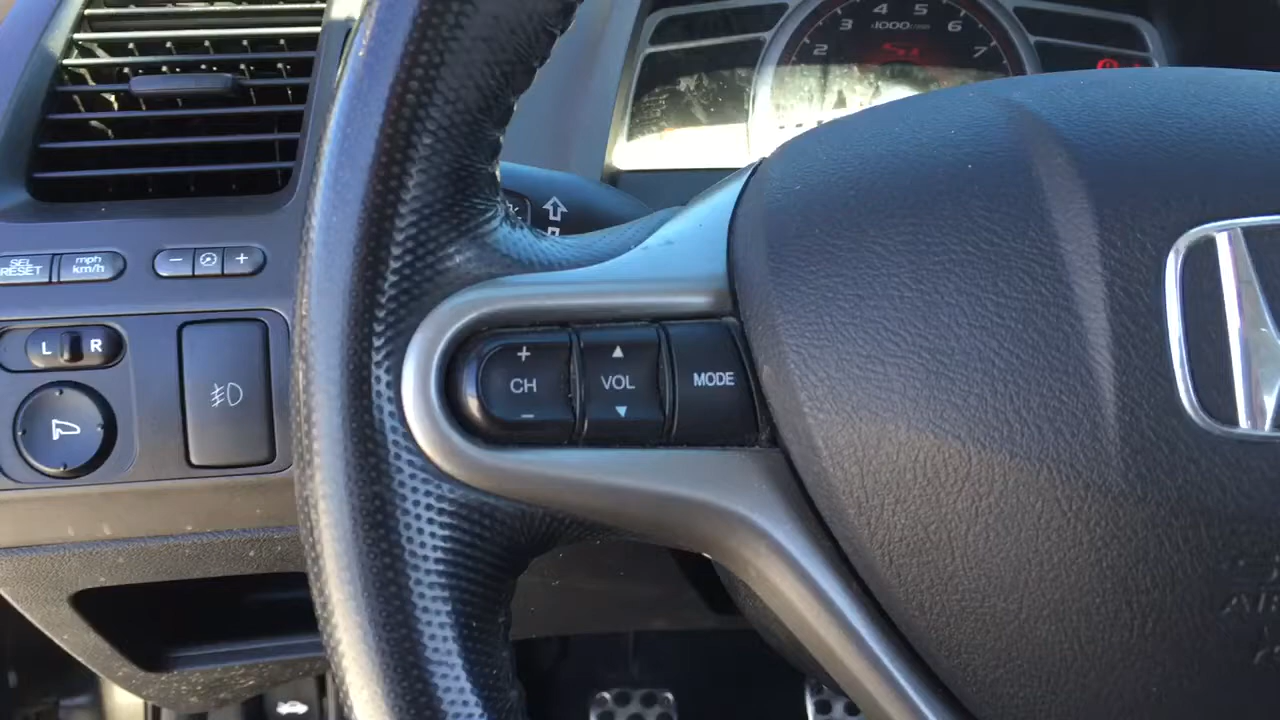 2 3 4 5 6 7
x1000r/min
Si
SEL
RESET
mph
km/h
− +
L R
+
CH
−
VOL
MODE